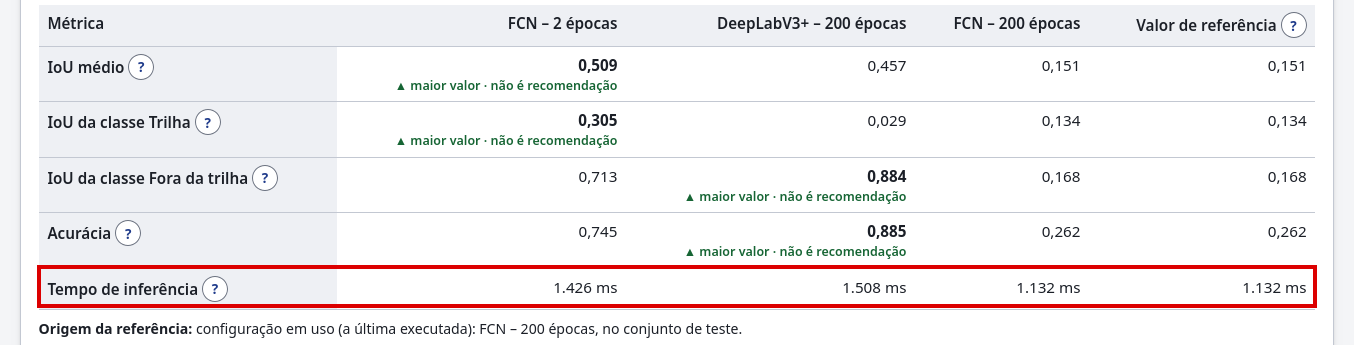 Métrica FCN – 2 épocas DeepLabV3+ – 200 épocas FCN – 200 épocas Valor de referência ?
IoU médio ? 0,509 0,457 0,151 0,151
▲ maior valor · não é recomendação
IoU da classe Trilha ? 0,305 0,029 0,134 0,134
▲ maior valor · não é recomendação
IoU da classe Fora da trilha ? 0,713 0,884 0,168 0,168
▲ maior valor · não é recomendação
Acurácia ? 0,745 0,885 0,262 0,262
▲ maior valor · não é recomendação
Tempo de inferência ? 1.426 ms 1.508 ms 1.132 ms 1.132 ms
Origem da referência: configuração em uso (a última executada): FCN – 200 épocas, no conjunto de teste.